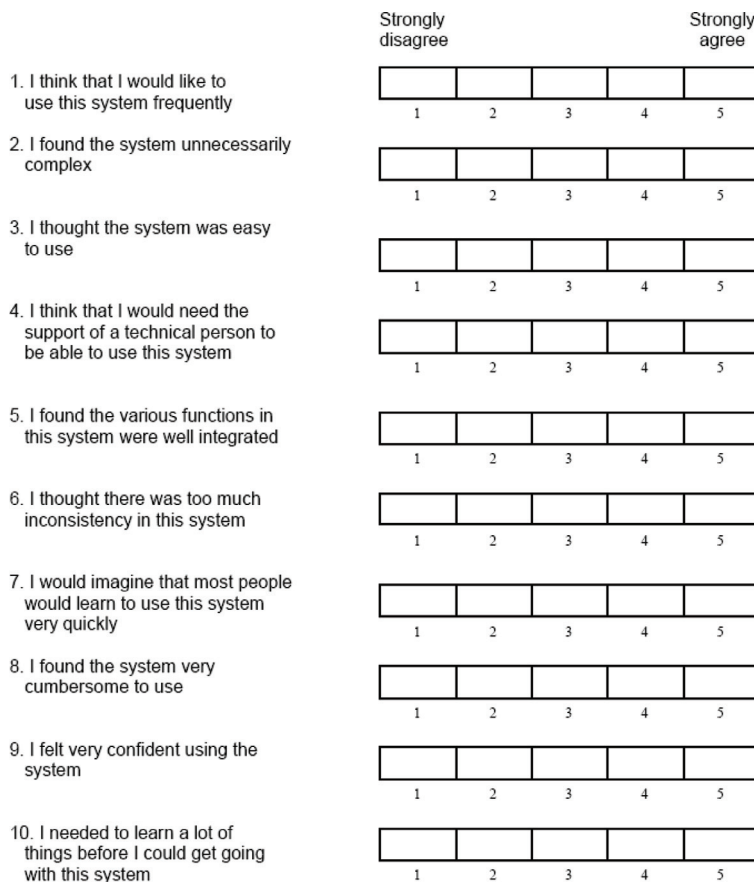 Strongly disagree
Strongly agree
1. I think that I would like to
use this system frequently
1 2 3 4 5
2. I found the system unnecessarily
complex
1 2 3 4 5
3. I thought the system was easy
to use
1 2 3 4 5
4. I think that I would need the
support of a technical person to
be able to use this system
1 2 3 4 5
5. I found the various functions in
this system were well integrated
1 2 3 4 5
6. I thought there was too much
inconsistency in this system
1 2 3 4 5
7. I would imagine that most people
would learn to use this system
very quickly
1 2 3 4 5
8. I found the system very
cumbersome to use
1 2 3 4 5
9. I felt very confident using the
system
1 2 3 4 5
10. I needed to learn a lot of
things before I could get going
with this system
1 2 3 4 5